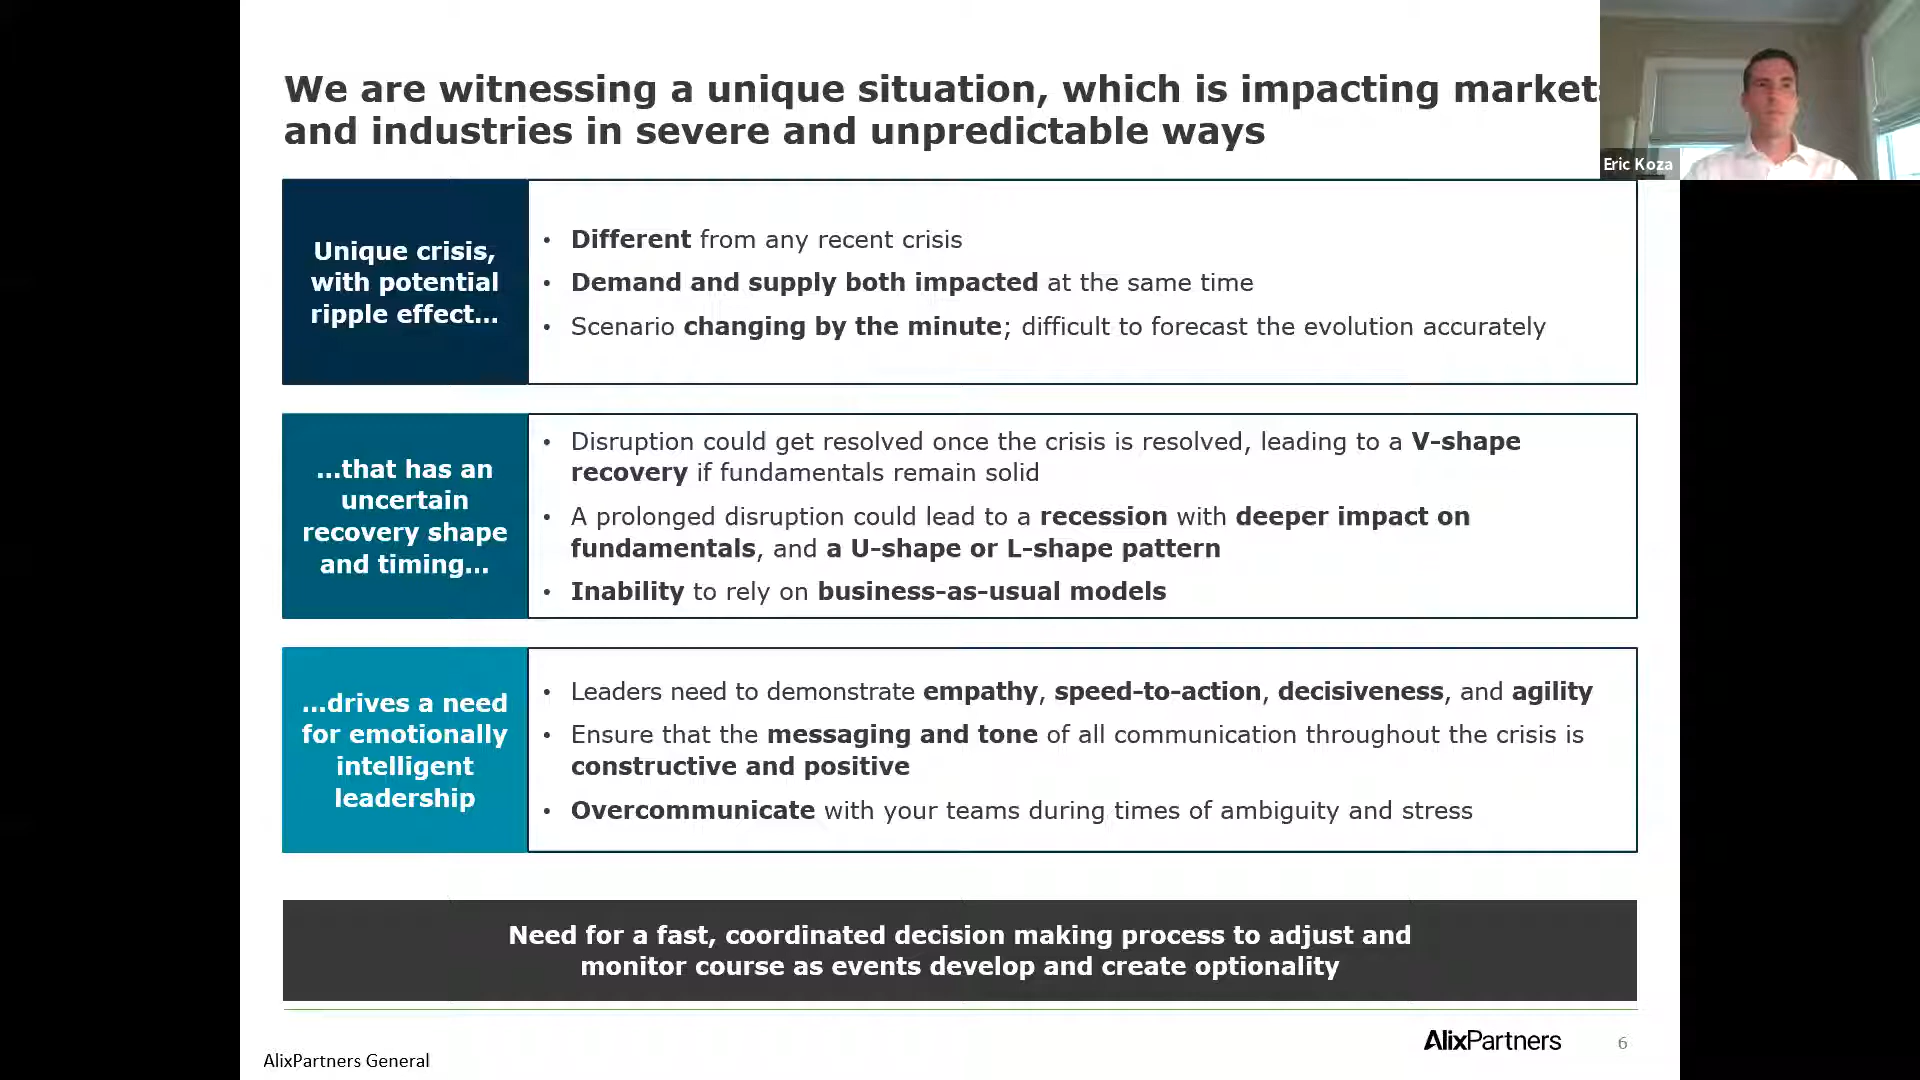 We are witnessing a unique situation, which is impacting markets
and industries in severe and unpredictable ways
Eric Koza
Unique crisis,
with potential
ripple effect...
• Different from any recent crisis
• Demand and supply both impacted at the same time
• Scenario changing by the minute; difficult to forecast the evolution accurately
...that has an
uncertain
recovery shape
and timing...
• Disruption could get resolved once the crisis is resolved, leading to a V-shape
recovery if fundamentals remain solid
• A prolonged disruption could lead to a recession with deeper impact on
fundamentals, and a U-shape or L-shape pattern
• Inability to rely on business-as-usual models
...drives a need
for emotionally
intelligent
leadership
• Leaders need to demonstrate empathy, speed-to-action, decisiveness, and agility
• Ensure that the messaging and tone of all communication throughout the crisis is
constructive and positive
• Overcommunicate with your teams during times of ambiguity and stress
Need for a fast, coordinated decision making process to adjust and
monitor course as events develop and create optionality
AlixPartners
6
AlixPartners General